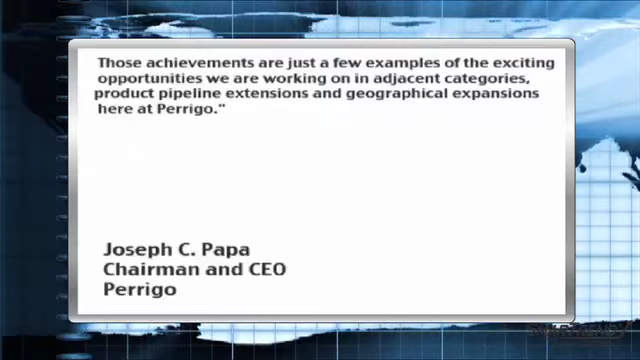 Those achievements are just a few examples of the exciting
opportunities we are working on in adjacent categories,
product pipeline extensions and geographical expansions
here at Perrigo."
Joseph C. Papa
Chairman and CEO
Perrigo